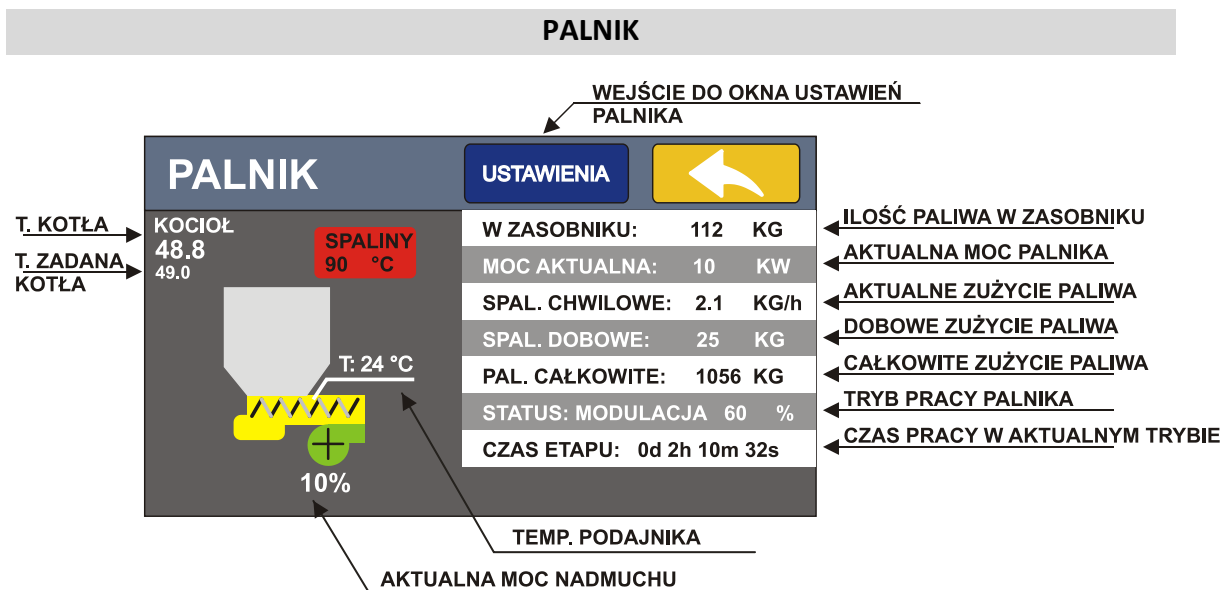 PALNIK
WEJŚCIE DO OKNA USTAWIEŃ
PALNIKA
PALNIK
USTAWIENIA
T. KOTŁA
T. ZADANA
KOTŁA
KOCIOŁ
48.8
49.0
SPALINY
90 °C
T: 24 °C
10%
W ZASOBNIKU: 112 KG
MOC AKTUALNA: 10 KW
SPAL. CHWILOWE: 2.1 KG/h
SPAL. DOBOWE: 25 KG
PAL. CAŁKOWITE: 1056 KG
STATUS: MODULACJA 60 %
CZAS ETAPU: 0d 2h 10m 32s
ILOŚĆ PALIWA W ZASOBNIKU
AKTUALNA MOC PALNIKA
AKTUALNE ZUŻYCIE PALIWA
DOBOWE ZUŻYCIE PALIWA
CAŁKOWITE ZUŻYCIE PALIWA
TRYB PRACY PALNIKA
CZAS PRACY W AKTUALNYM TRYBIE
TEMP. PODAJNIKA
AKTUALNA MOC NADMUCHU